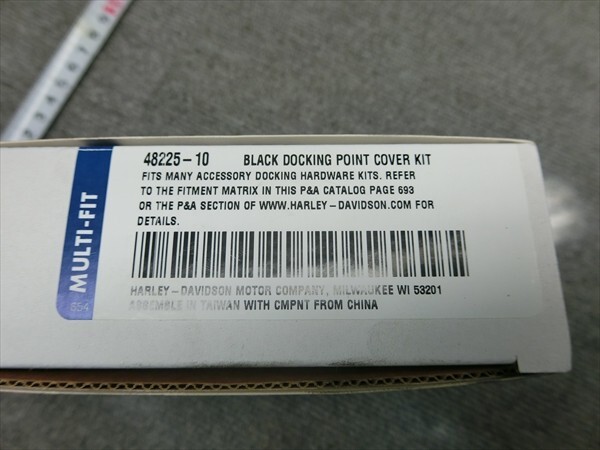 48225-10 BLACK DOCKING POINT COVER KIT
FITS MANY ACCESSORY DOCKING HARDWARE KITS. REFER
TO THE FITMENT MATRIX IN THIS P&A CATALOG PAGE 693
OR THE P&A SECTION OF WWW.HARLEY-DAVIDSON.COM FOR
DETAILS.
HARLEY-DAVIDSON MOTOR COMPANY, MILWAUKEE WI 53201
ASSEMBLE IN TAIWAN WITH CMPNT FROM CHINA
MULTI-FIT
654